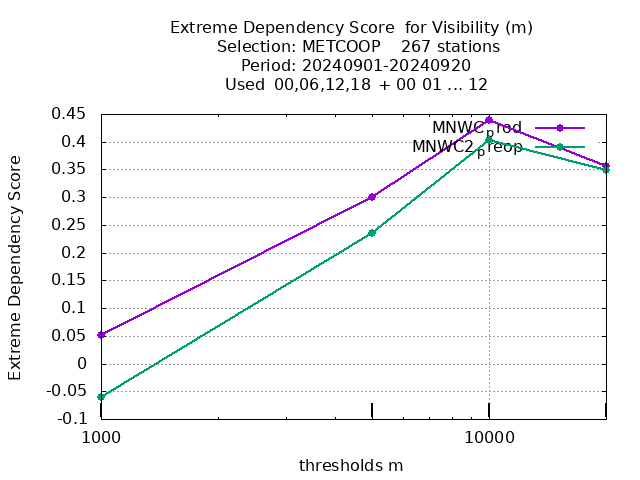 Extreme Dependency Score  for Visibility (m)
Selection: METCOOP    267 stations
Period: 20240901-20240920
Used  00,06,12,18  + 00 01 ... 12
MNWC_prod
MNWC2_preop
Extreme Dependency Score
0.45
0.4
0.35
0.3
0.25
0.2
0.15
0.1
0.05
0
-0.05
-0.1
1000
10000
thresholds m